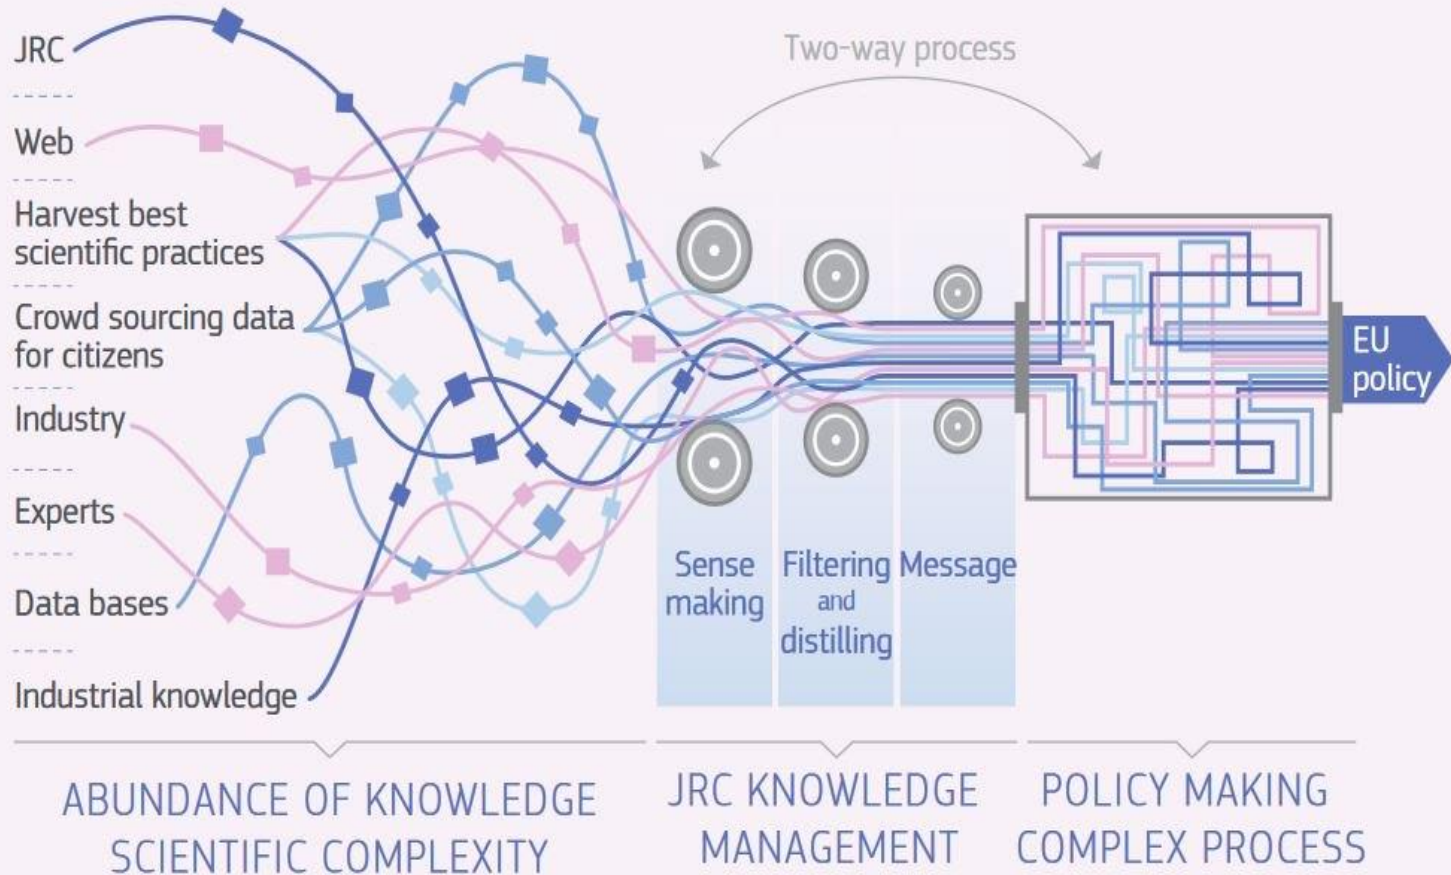 JRC
Web
Harvest best
scientific practices
Crowd sourcing data
for citizens
Industry
Experts
Data bases
Industrial knowledge
Two-way process
Sense
making
Filtering
and
distilling
Message
EU
policy
ABUNDANCE OF KNOWLEDGE
SCIENTIFIC COMPLEXITY
JRC KNOWLEDGE
MANAGEMENT
POLICY MAKING
COMPLEX PROCESS